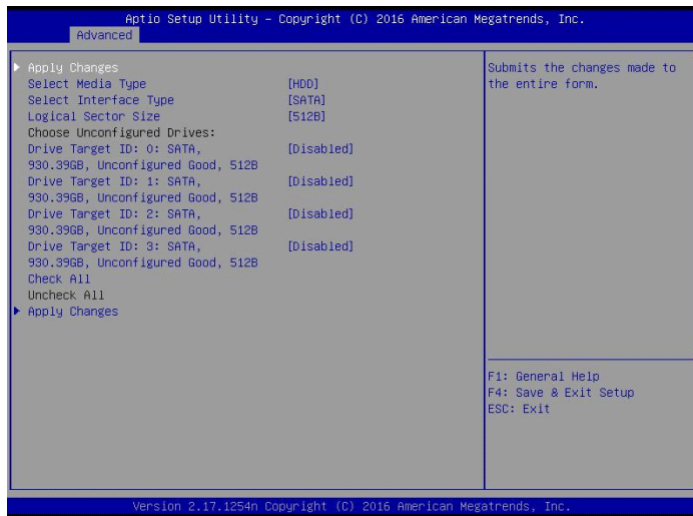 Aptio Setup Utility – Copyright (C) 2016 American Megatrends, Inc.
Advanced
Apply Changes
Select Media Type [HDD]
Select Interface Type [SATA]
Logical Sector Size [512B]
Choose Unconfigured Drives:
Drive Target ID: 0: SATA, [Disabled]
930.39GB, Unconfigured Good, 512B
Drive Target ID: 1: SATA, [Disabled]
930.39GB, Unconfigured Good, 512B
Drive Target ID: 2: SATA, [Disabled]
930.39GB, Unconfigured Good, 512B
Drive Target ID: 3: SATA, [Disabled]
930.39GB, Unconfigured Good, 512B
Check All
Uncheck All
Apply Changes
Submits the changes made to
the entire form.
F1: General Help
F4: Save & Exit Setup
ESC: Exit
Version 2.17.1254n Copyright (C) 2016 American Megatrends, Inc.